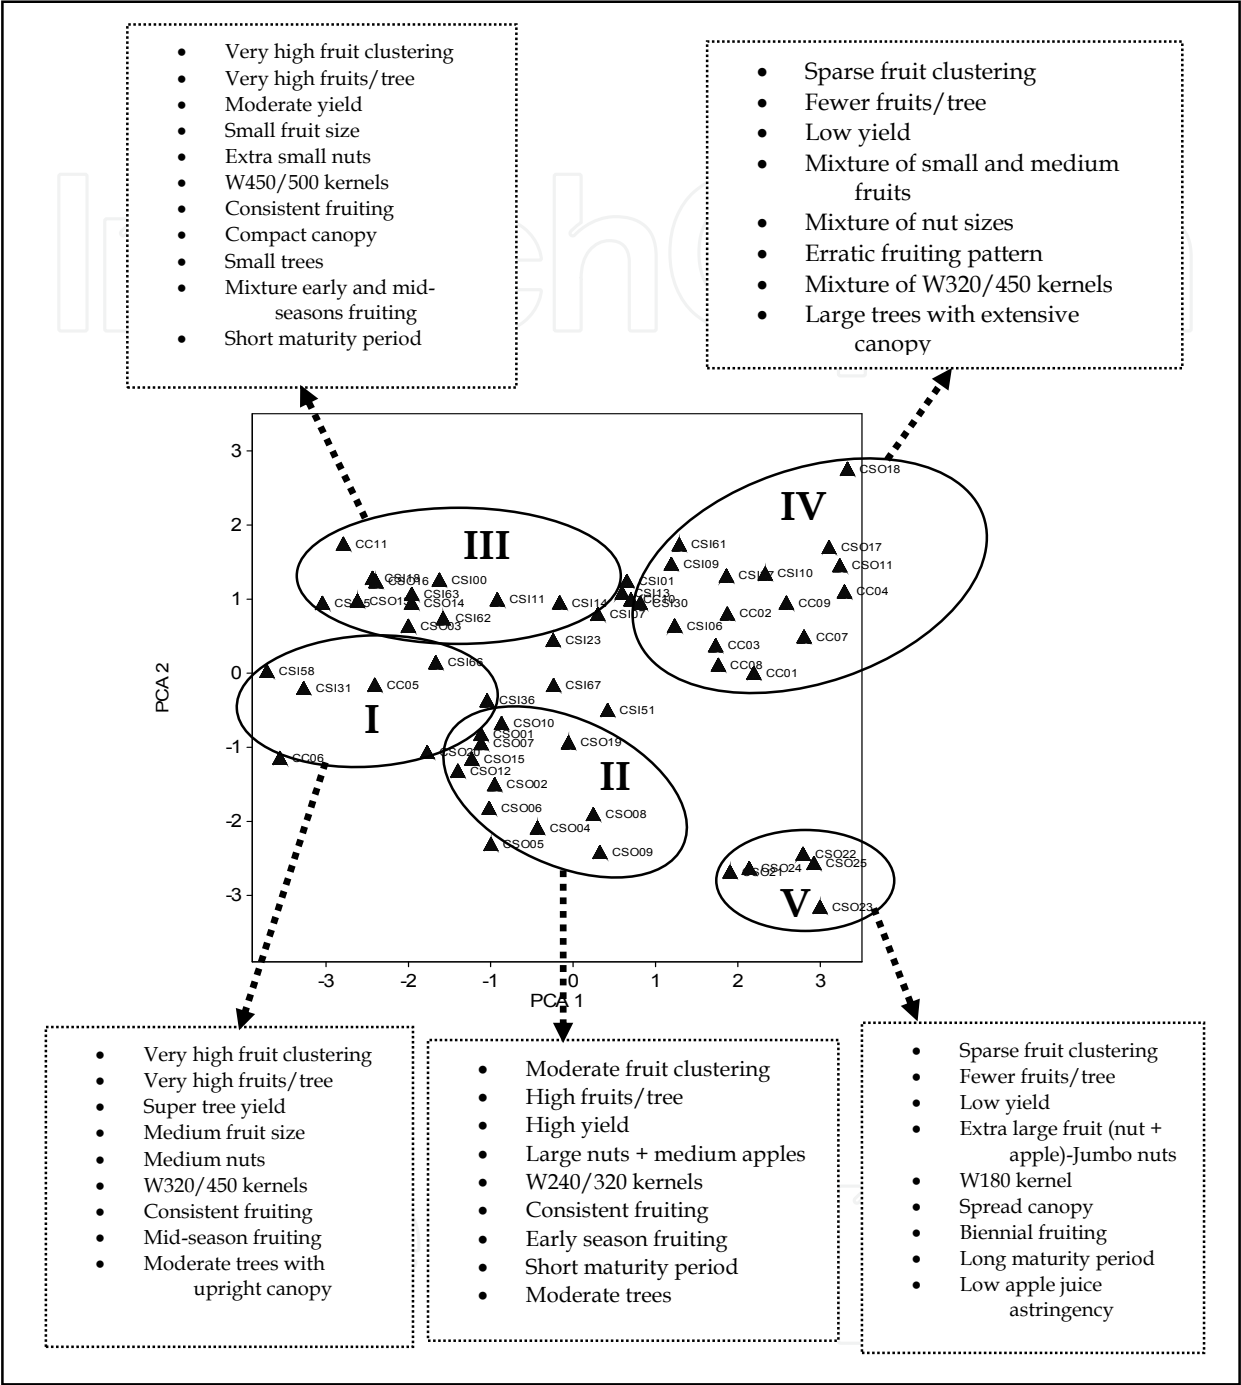 • Very high fruit clustering
• Very high fruits/tree
• Moderate yield
• Small fruit size
• Extra small nuts
• W450/500 kernels
• Consistent fruiting
• Compact canopy
• Small trees
• Mixture early and mid-
seasons fruiting
• Short maturity period
• Sparse fruit clustering
• Fewer fruits/tree
• Low yield
• Mixture of small and medium
fruits
• Mixture of nut sizes
• Erratic fruiting pattern
• Mixture of W320/450 kernels
• Large trees with extensive
canopy
3
2
1
0
-1
-2
-3
PCA 2
-3
-2
-1
0
1
2
3
PCA 1
III
IV
I
II
V
CSO18
CC11
CSI61
CSO17
CSI09
CSO11
CSI10
CSI00
CSI01
CSI63
CSI13
CC04
CSI11
CSI14
CSI30
CC09
CSO14
CSI62
CSI07
CC02
CSO03
CSI06
CC07
CSI23
CC03
CSI66
CC08
CSI58
CC01
CSI31
CC05
CSI67
CSI36
CSI51
CSO10
CSO01
CSO07
CSO19
CSO20
CC06
CSO15
CSO12
CSO02
CSO06
CSO08
CSO04
CSO05
CSO09
CSO22
CSO25
CSO24
CSO23
• Very high fruit clustering
• Very high fruits/tree
• Super tree yield
• Medium fruit size
• Medium nuts
• W320/450 kernels
• Consistent fruiting
• Mid-season fruiting
• Moderate trees with
upright canopy
• Moderate fruit clustering
• High fruits/tree
• High yield
• Large nuts + medium apples
• W240/320 kernels
• Consistent fruiting
• Early season fruiting
• Short maturity period
• Moderate trees
• Sparse fruit clustering
• Fewer fruits/tree
• Low yield
• Extra large fruit (nut +
apple)-Jumbo nuts
• W180 kernel
• Spread canopy
• Biennial fruiting
• Long maturity period
• Low apple juice
astringency